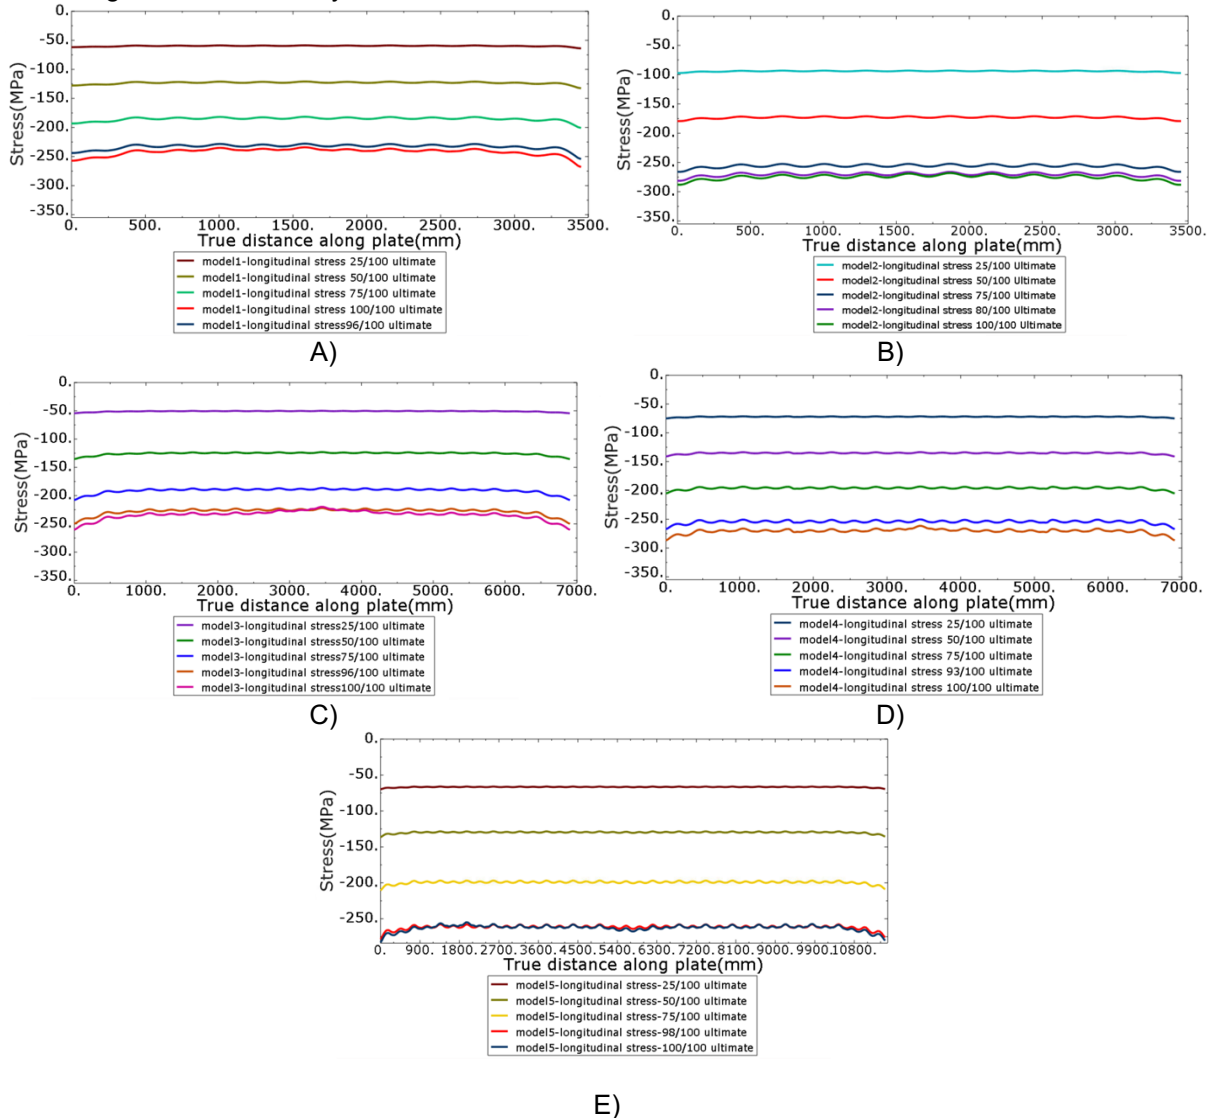 0.
-50.
-100.
-150.
-200.
-250.
-300.
-350.
Stress(MPa)
0. 500. 1000. 1500. 2000. 2500. 3000. 3500.
True distance along plate(mm)
model1-longitudinal stress 25/100 ultimate
model1-longitudinal stress 50/100 ultimate
model1-longitudinal stress 75/100 ultimate
model1-longitudinal stress 100/100 ultimate
model1-longitudinal stress96/100 ultimate
A)
0.
-50.
-100.
-150.
-200.
-250.
-300.
-350.
Stress(MPa)
0. 500. 1000. 1500. 2000. 2500. 3000. 3500.
True distance along plate(mm)
model2-longitudinal stress 25/100 Ultimate
model2-longitudinal stress 50/100 Ultimate
model2-longitudinal stress 75/100 Ultimate
model2-longitudinal stress 80/100 Ultimate
model2-longitudinal stress 100/100 Ultimate
B)
0.
-50.
-100.
-150.
-200.
-250.
-300.
-350.
Stress(MPa)
0. 1000. 2000. 3000. 4000. 5000. 6000. 7000.
True distance along plate(mm)
model3-longitudinal stress25/100 ultimate
model3-longitudinal stress50/100 ultimate
model3-longitudinal stress75/100 ultimate
model3-longitudinal stress96/100 ultimate
model3-longitudinal stress100/100 ultimate
C)
0.
-50.
-100.
-150.
-200.
-250.
-300.
-350.
Stress(MPa)
0. 1000. 2000. 3000. 4000. 5000. 6000. 7000.
True distance along plate(mm)
model4-longitudinal stress 25/100 ultimate
model4-longitudinal stress 50/100 ultimate
model4-longitudinal stress 75/100 ultimate
model4-longitudinal stress 93/100 ultimate
model4-longitudinal stress 100/100 ultimate
D)
0.
-50.
-100.
-150.
-200.
-250.
Stress(MPa)
0. 900. 1800.2700.3600.4500.5400.6300.7200.8100.9000.9900.10800.
True distance along plate(mm)
model5-longitudinal stress-25/100 ultimate
model5-longitudinal stress-50/100 ultimate
model5-longitudinal stress-75/100 ultimate
model5-longitudinal stress-98/100 ultimate
model5-longitudinal stress-100/100 ultimate
E)